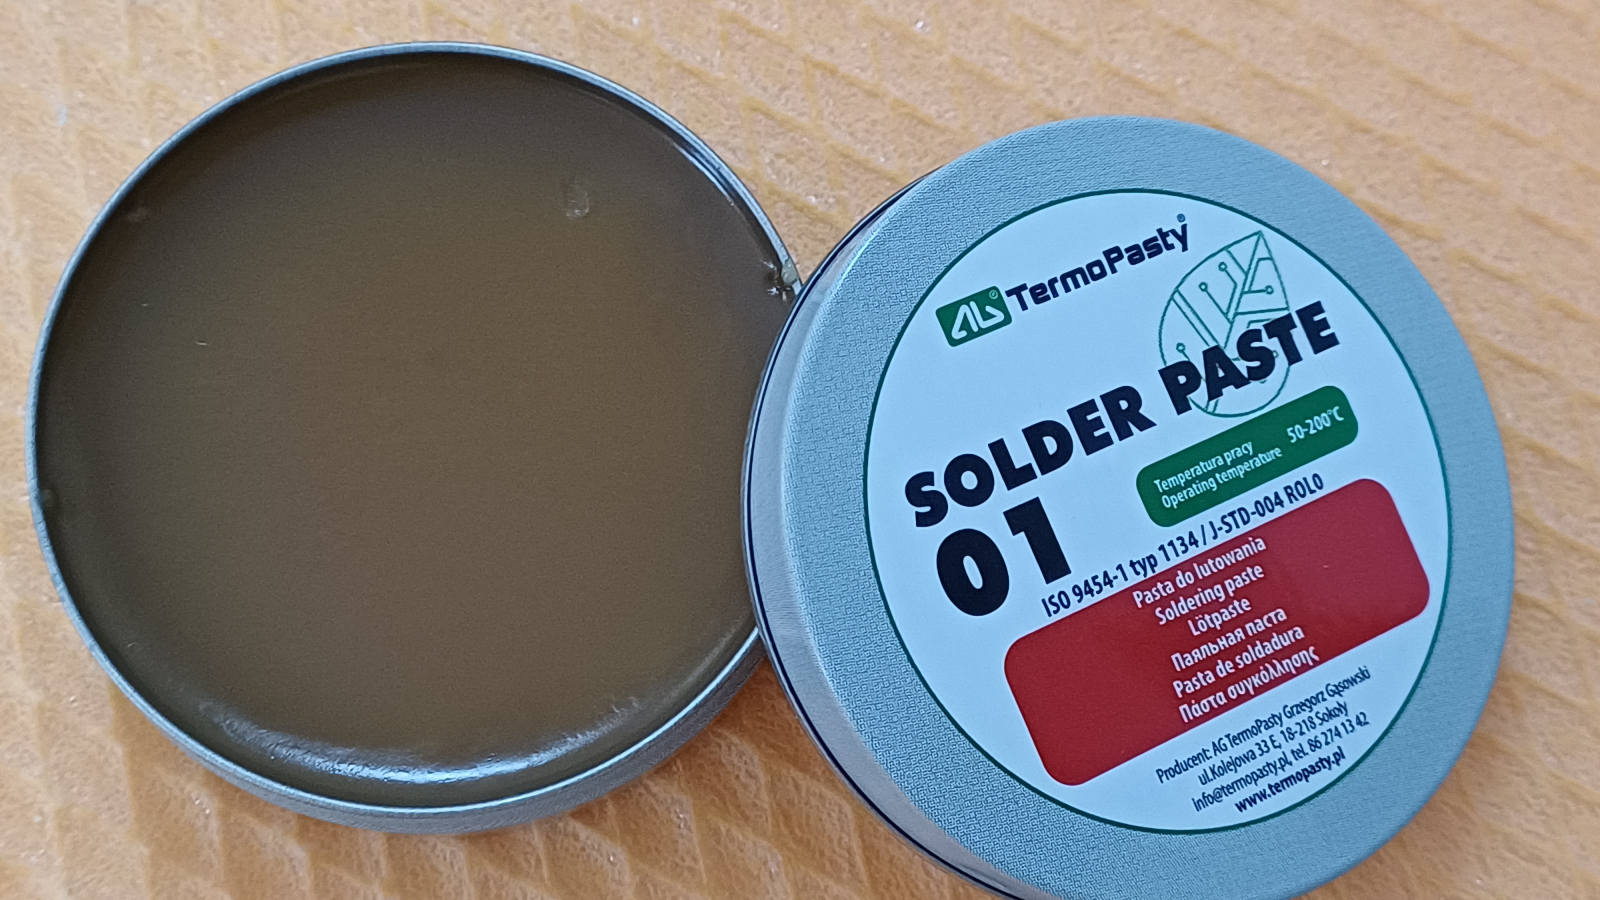 AG® TermoPasty®
SOLDER PASTE
01
Temperatura pracy
Operating temperature
50-200°C
ISO 9454-1 typ 1134 / J-STD-004 ROL0
Pasta do lutowania
Soldering paste
Lötpaste
Паяльная паста
Pasta de soldadura
Πάστα συγκόλλησης
Producent: AG TermoPasty Grzegorz Gąsowski
ul.Kolejowa 33 E, 18-218 Sokoły
info@termopasty.pl, tel. 86 274 13 42
www.termopasty.pl